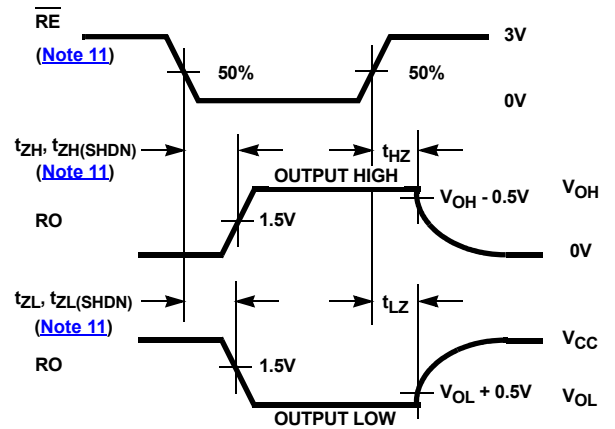 RE
3V
(Note 11)
50%
50%
0V
tZH, tZH(SHDN)
(Note 11)
tHZ
OUTPUT HIGH
VOH - 0.5V
VOH
RO
1.5V
0V
tZL, tZL(SHDN)
(Note 11)
tLZ
VCC
RO
1.5V
VOL + 0.5V
VOL
OUTPUT LOW